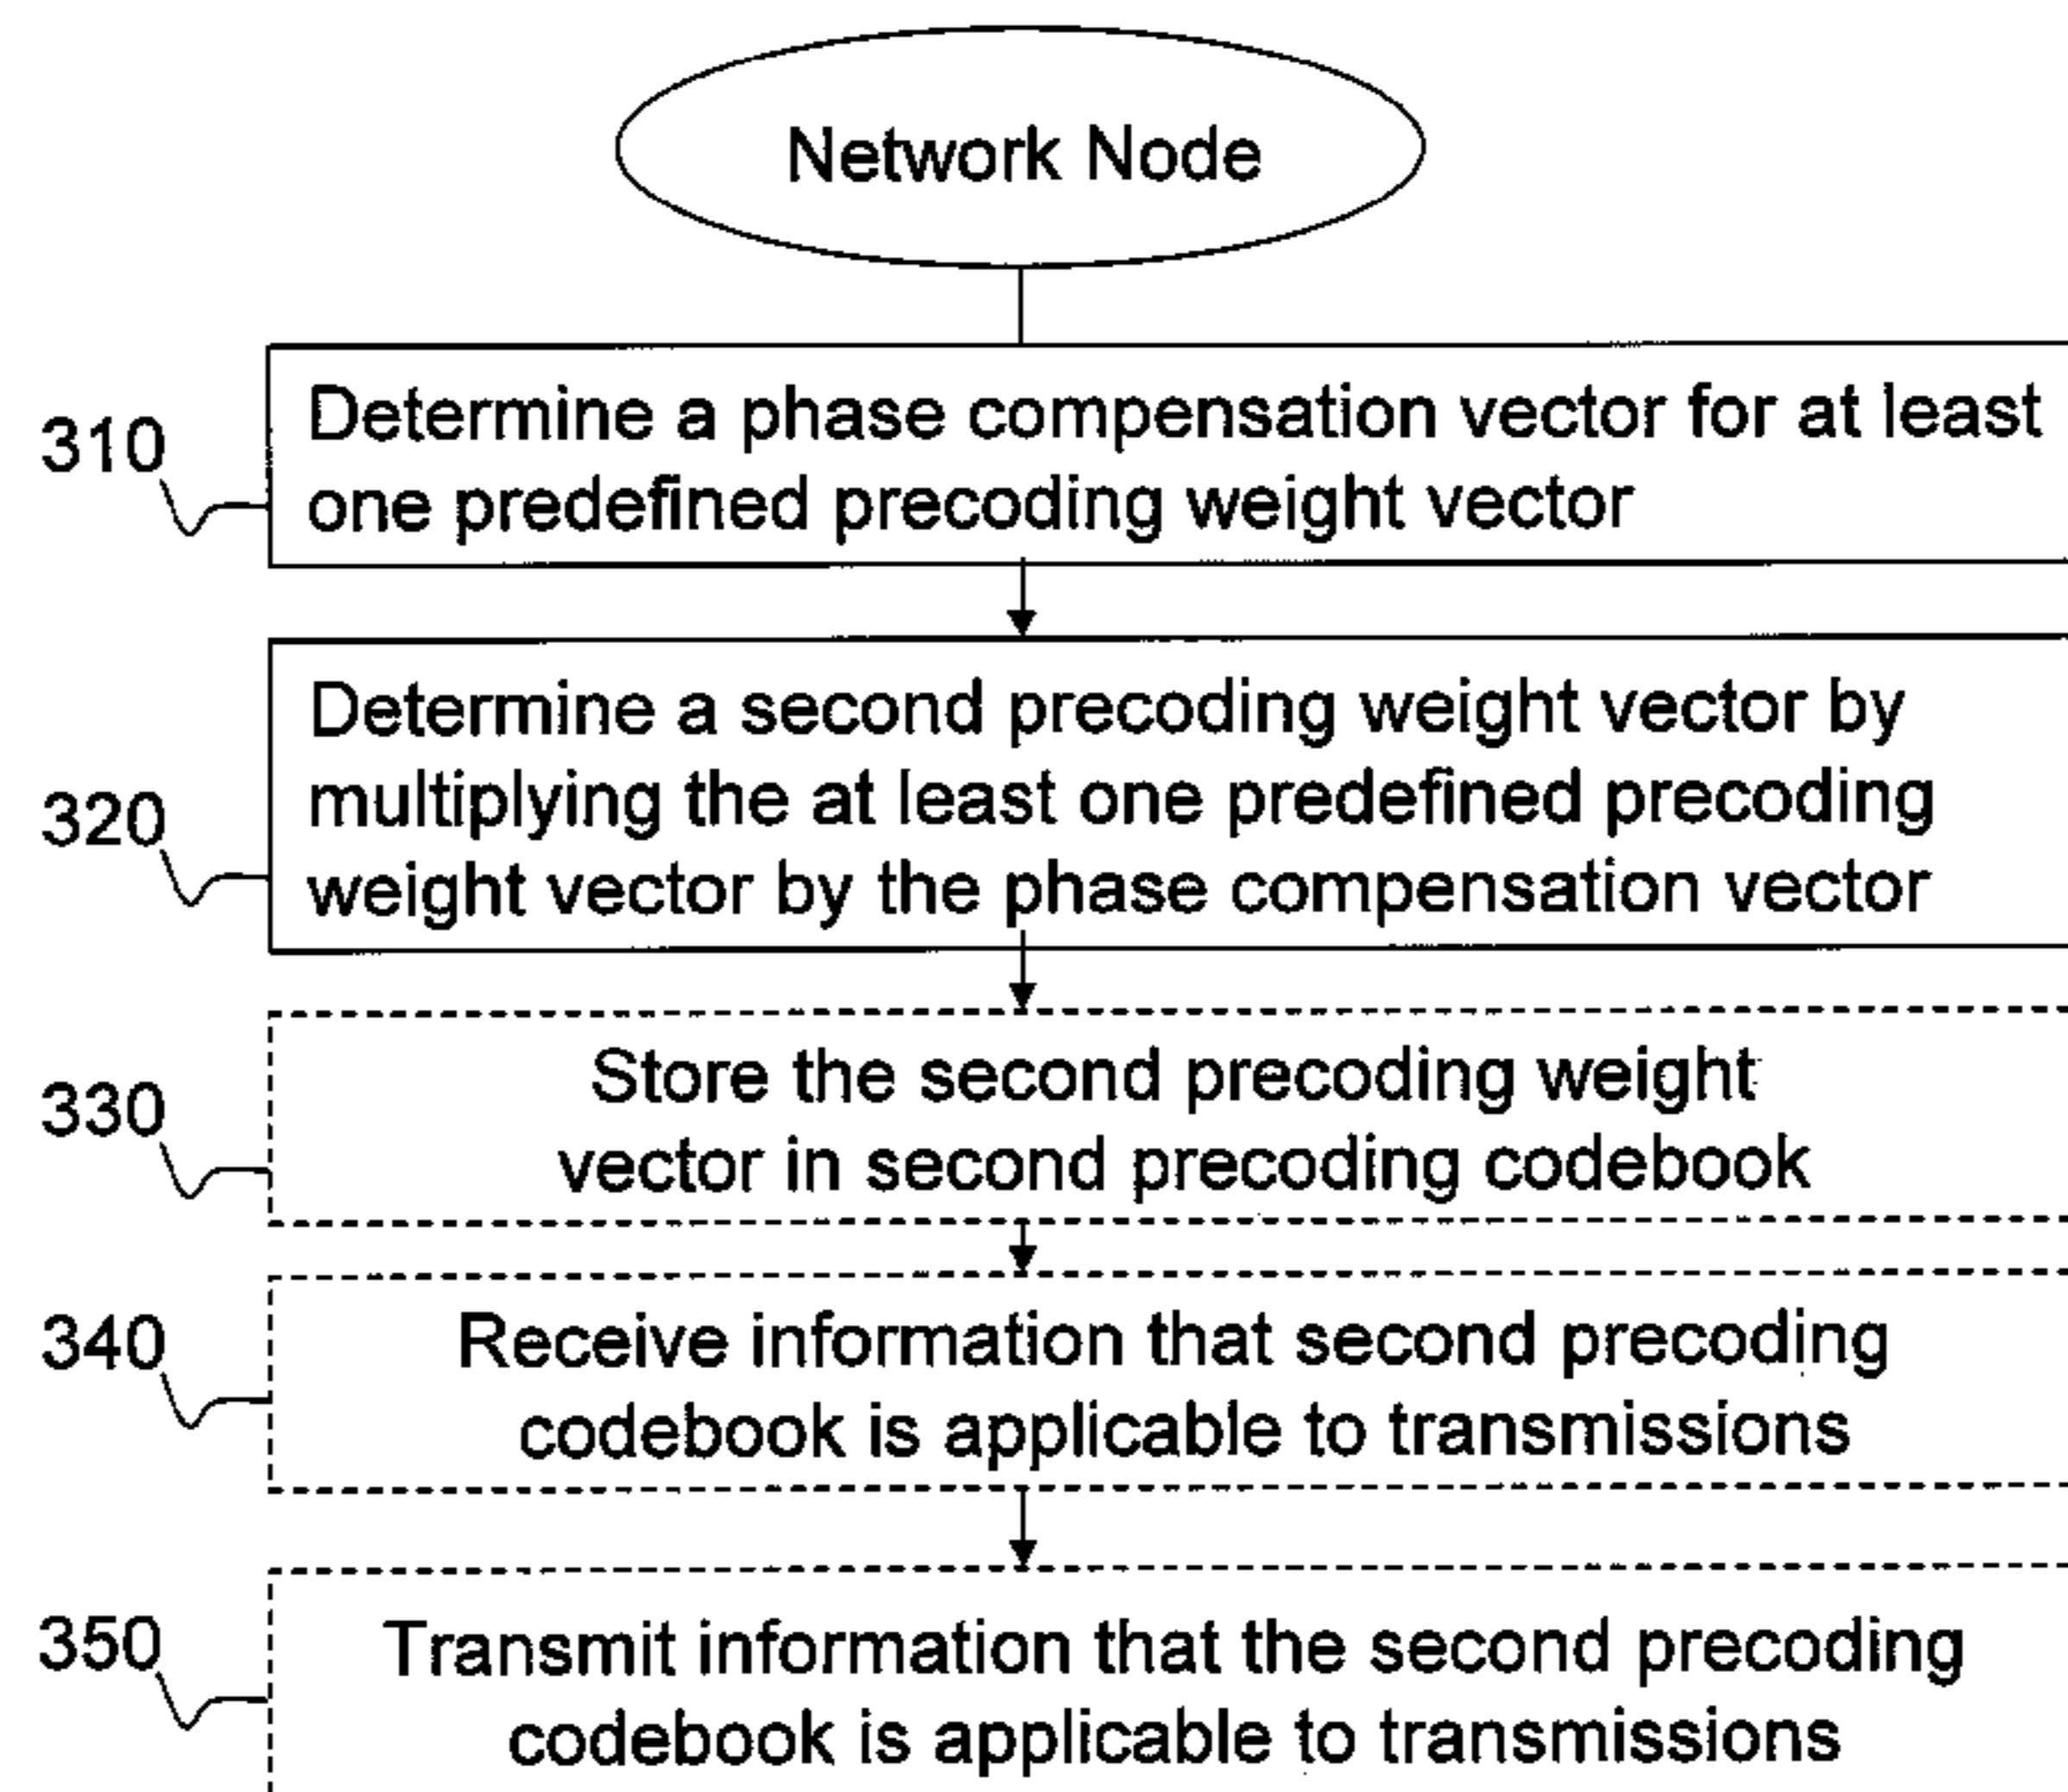 Network Node
310
Determine a phase compensation vector for at least
one predefined precoding weight vector
320
Determine a second precoding weight vector by
multiplying the at least one predefined precoding
weight vector by the phase compensation vector
330
Store the second precoding weight
vector in second precoding codebook
340
Receive information that second precoding
codebook is applicable to transmissions
350
Transmit information that the second precoding
codebook is applicable to transmissions